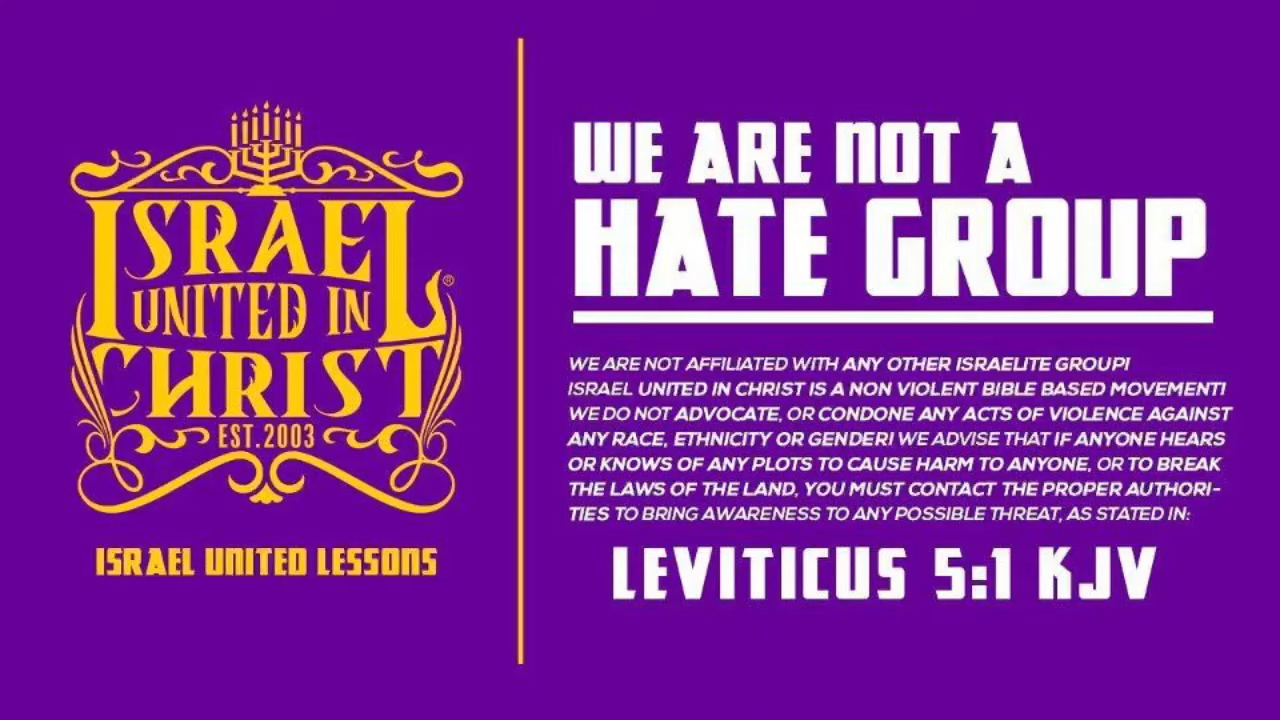 ISRAEL
UNITED IN
CHRIST
EST.2003
ISRAEL UNITED LESSONS
WE ARE NOT A
HATE GROUP
WE ARE NOT AFFILIATED WITH ANY OTHER ISRAELITE GROUP!
ISRAEL UNITED IN CHRIST IS A NON VIOLENT BIBLE BASED MOVEMENT!
WE DO NOT ADVOCATE, OR CONDONE ANY ACTS OF VIOLENCE AGAINST
ANY RACE, ETHNICITY OR GENDER! WE ADVISE THAT IF ANYONE HEARS
OR KNOWS OF ANY PLOTS TO CAUSE HARM TO ANYONE, OR TO BREAK
THE LAWS OF THE LAND, YOU MUST CONTACT THE PROPER AUTHORI-
TIES TO BRING AWARENESS TO ANY POSSIBLE THREAT, AS STATED IN:
LEVITICUS 5:1 KJV